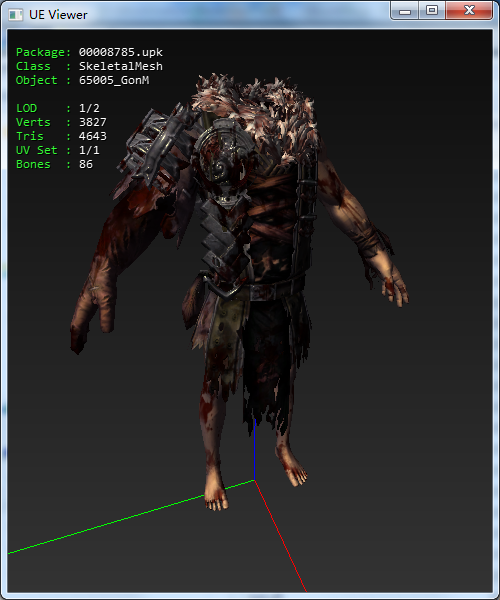 UE Viewer
Package: 00008785.upk
Class  : SkeletalMesh
Object : 65005_GonM
LOD    : 1/2
Verts  : 3827
Tris   : 4643
UV Set : 1/1
Bones  : 86